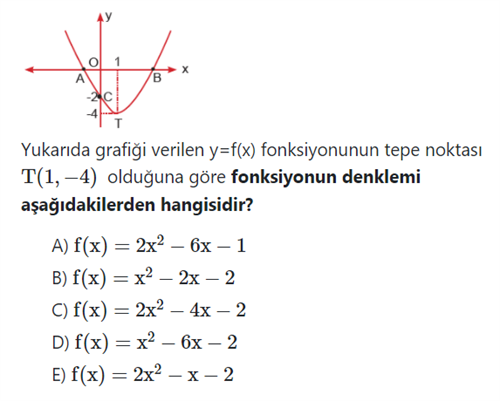 y
O 1
A B x
-2 C
-4
T
Yukarıda grafiği verilen y=f(x) fonksiyonunun tepe noktası
T(1, −4) olduğuna göre fonksiyonun denklemi
aşağıdakilerden hangisidir?
A) f(x) = 2x² − 6x − 1
B) f(x) = x² − 2x − 2
C) f(x) = 2x² − 4x − 2
D) f(x) = x² − 6x − 2
E) f(x) = 2x² − x − 2